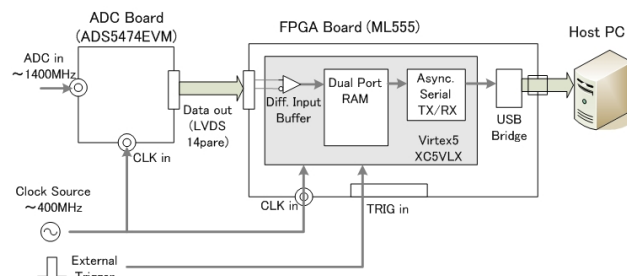 ADC Board
(ADS5474EVM)
FPGA Board (ML555)
Host PC
ADC in
~1400MHz
Data out
(LVDS
14pare)
Diff. Input
Buffer
Dual Port
RAM
Async.
Serial
TX/RX
USB
Bridge
Virtex5
XC5VLX
CLK in
Clock Source
~400MHz
CLK in
TRIG in
External
Trigger